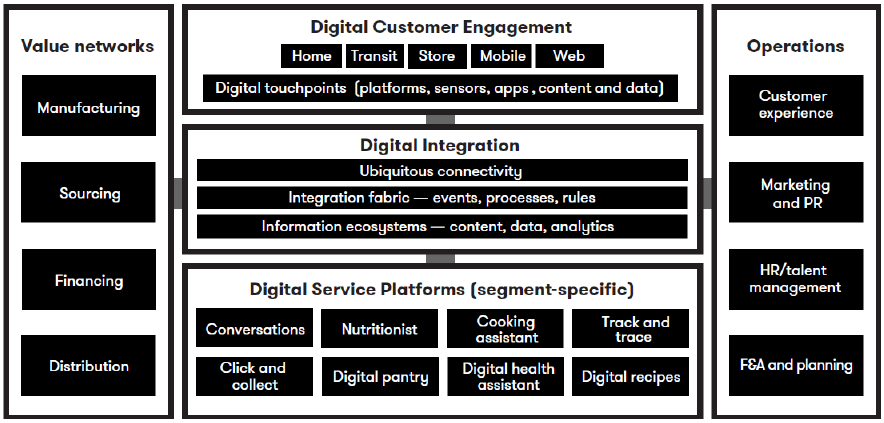 Value networks
Manufacturing
Sourcing
Financing
Distribution
Digital Customer Engagement
Home
Transit
Store
Mobile
Web
Digital touchpoints (platforms, sensors, apps , content and data)
Digital Integration
Ubiquitous connectivity
Integration fabric — events, processes, rules
Information ecosystems — content, data, analytics
Digital Service Platforms (segment-specific)
Conversations
Nutritionist
Cooking
assistant
Track and
trace
Click and
collect
Digital pantry
Digital health
assistant
Digital recipes
Operations
Customer
experience
Marketing
and PR
HR/talent
management
F&A and planning